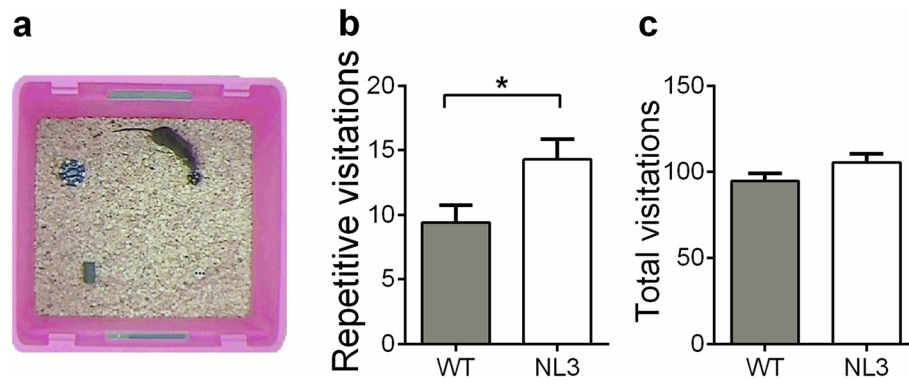 a
b
Repetitive visitations
20
15
10
5
0
*
WT
NL3
c
Total visitations
150
100
50
0
WT
NL3